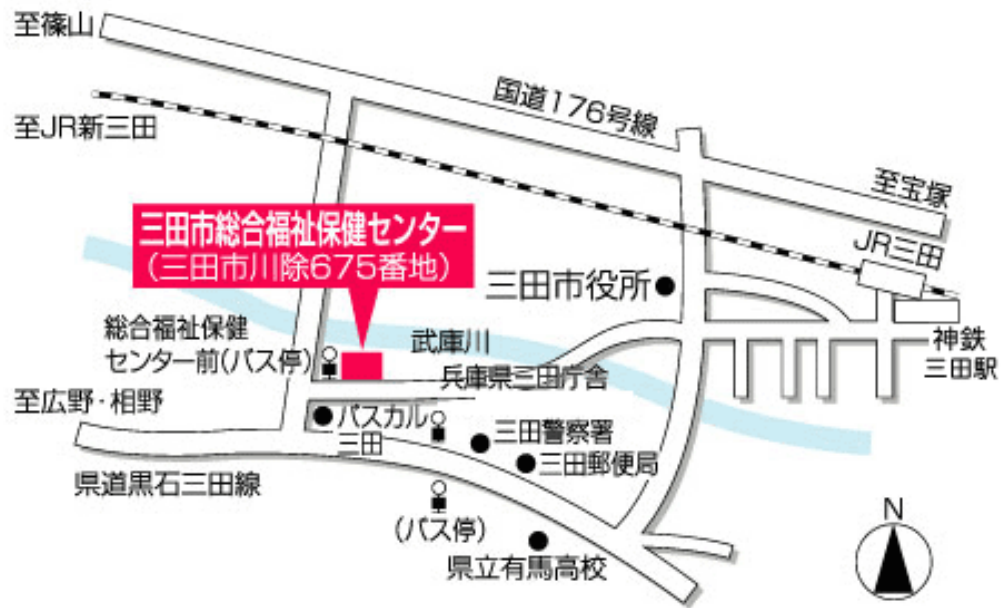 至篠山
国道176号線
至JR新三田
至宝塚
JR三田
三田市総合福祉保健センター
(三田市川除675番地)
三田市役所
総合福祉保健
センター前(バス停)
武庫川
神鉄
三田駅
兵庫県三田庁舎
至広野・相野
パスカル
三田
三田警察署
三田郵便局
県道黒石三田線
(バス停)
県立有馬高校
N